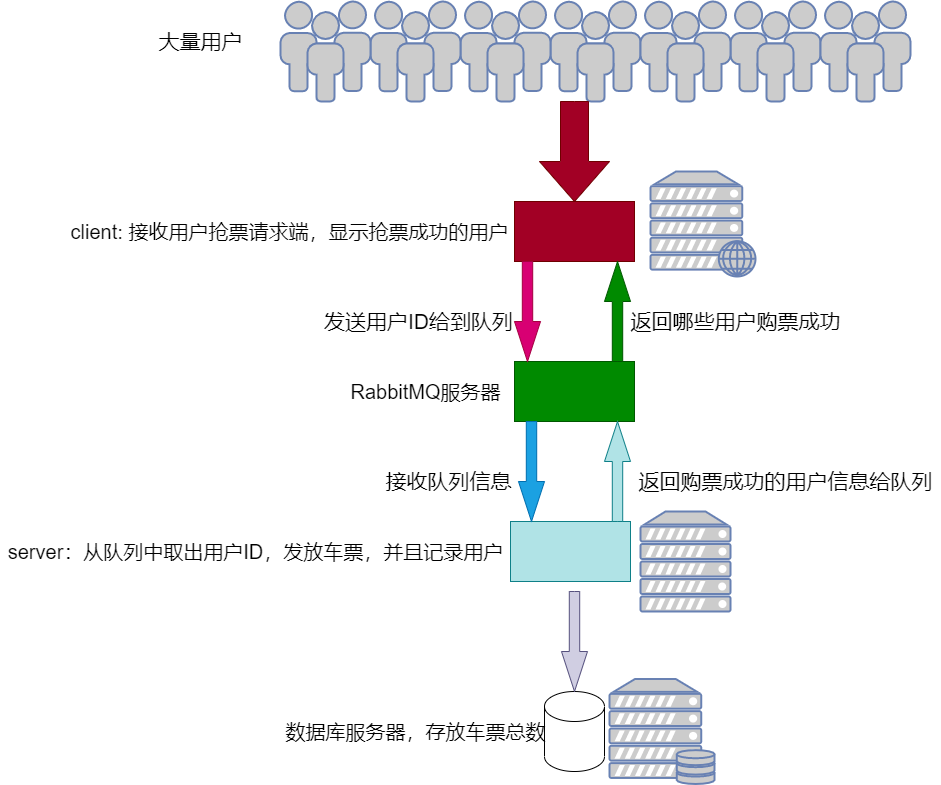 大量用户
client: 接收用户抢票请求端，显示抢票成功的用户
发送用户ID给到队列
返回哪些用户购票成功
RabbitMQ服务器
接收队列信息
返回购票成功的用户信息给队列
server：从队列中取出用户ID，发放车票，并且记录用户
数据库服务器，存放车票总数